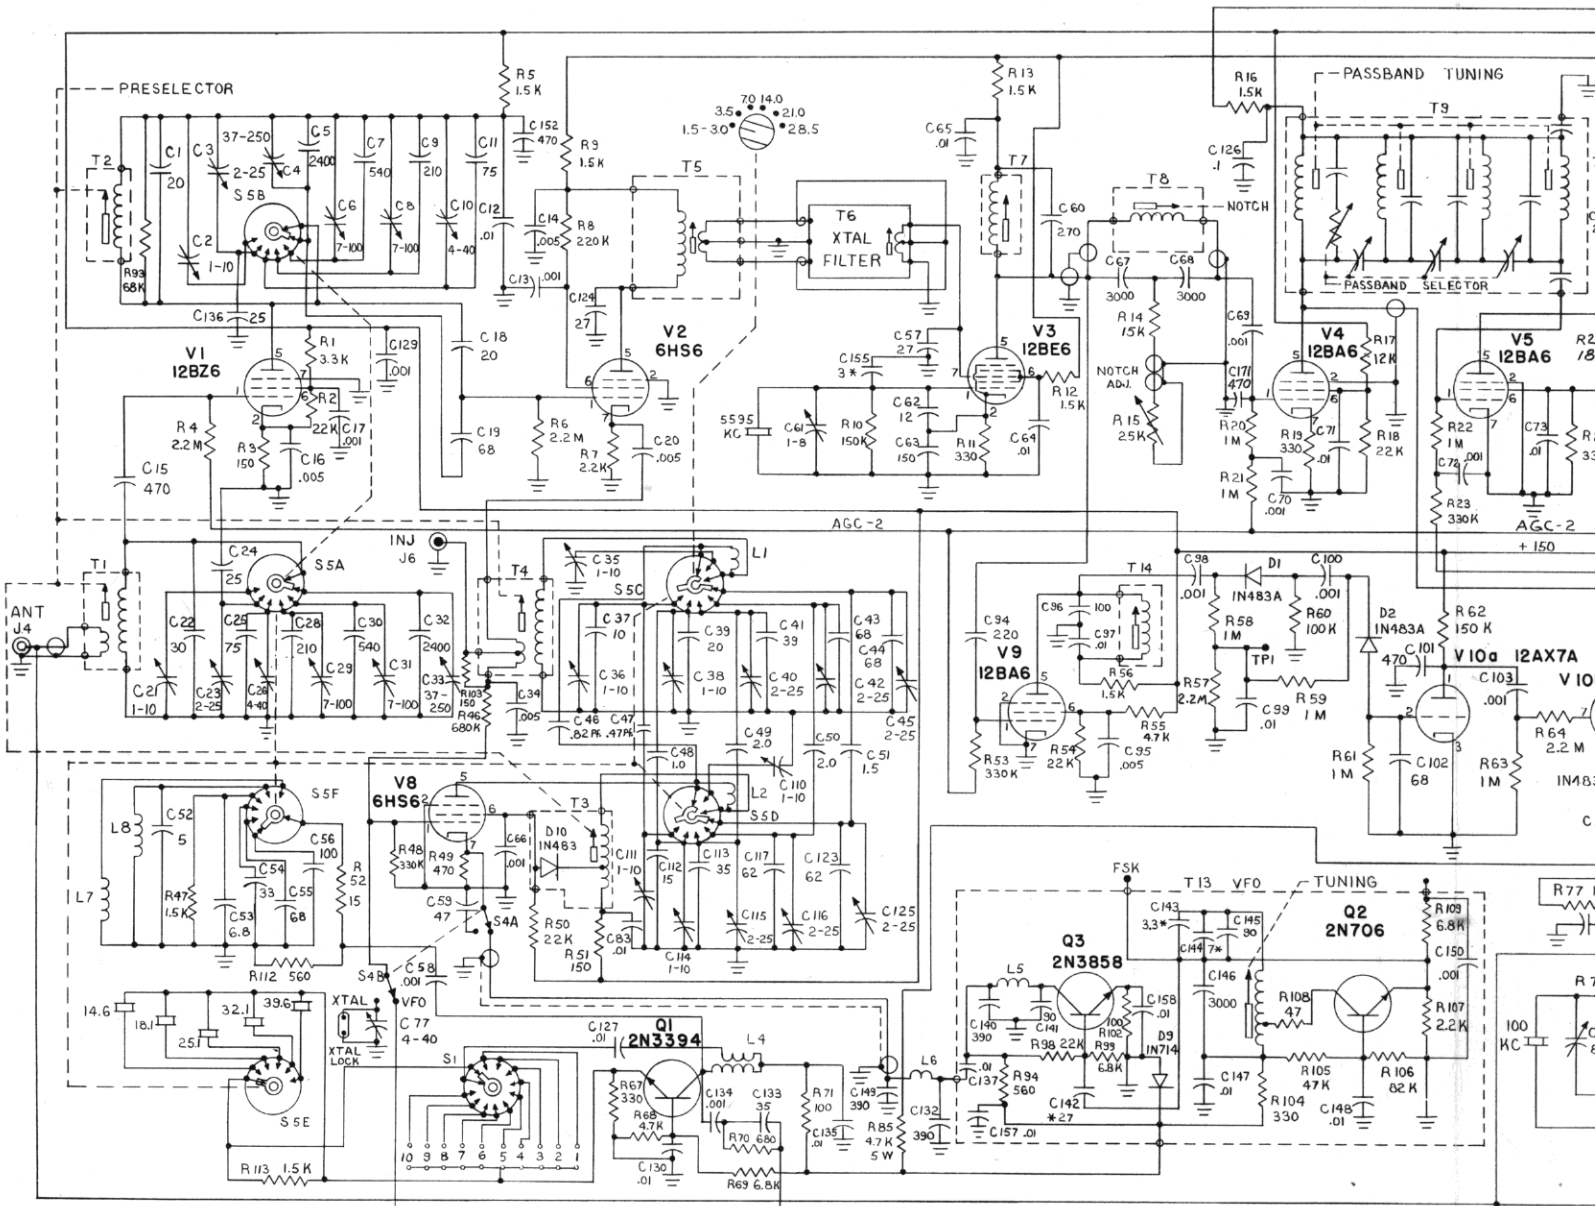 PRESELECTOR
T2
C1
20
C3
2-25
37-250
C4
C5
2400
C7
540
C9
210
C11
75
C152
470
R5
1.5K
R9
1.5K
S5B
C2
1-10
C6
7-100
C8
7-100
C10
4-40
C12
.01
C14
.005
R8
220K
C13
.001
R93
68K
C136
25
3.5
7.0
14.0
21.0
28.5
1.5-3.0
T5
T6
XTAL
FILTER
C124
27
R13
1.5K
C65
.01
T7
C60
270
T8
NOTCH
C67
3000
C68
3000
R14
15K
NOTCH
ADJ.
R15
25K
R16
1.5K
C126
.1
PASSBAND TUNING
T9
PASSBAND SELECTOR
C69
.001
C171
470
V1
12BZ6
R1
3.3K
C129
.001
R2
22K
C17
.001
R4
2.2M
R3
150
C16
.005
C15
470
C18
20
C19
68
V2
6HS6
R6
2.2M
R7
2.2K
C20
.005
V3
12BE6
C57
27
C155
3*
5595
KC
C61
1-8
R10
150K
C62
12
C63
150
R11
330
C64
.01
R12
1.5K
V4
12BA6
R17
12K
R20
1M
R19
330
C71
.01
R18
22K
R21
1M
C70
.001
V5
12BA6
R22
1M
C72
.001
C73
.01
R23
330K
AGC-2
AGC-2
+150
ANT
J4
T1
C24
25
S5A
C22
30
C25
75
C28
210
C30
540
C32
2400
C21
1-10
C23
2-25
C26
4-40
C29
7-100
C31
7-100
C33
37-
250
INJ
J6
T4
R103
150
R46
680K
C34
.005
C35
1-10
L1
S5C
C37
10
C39
20
C41
39
C43
68
C44
68
C36
1-10
C38
1-10
C40
2-25
C42
2-25
C45
2-25
C46
.82PF
C47
.47PF
C48
1.0
C49
2.0
C50
2.0
C51
1.5
C110
1-10
C94
220
V9
12BA6
C96
100
C97
.01
T14
R56
1.5K
R53
330K
R54
22K
C95
.005
R55
4.7K
C98
.001
D1
1N483A
C100
.001
R58
1M
R60
100K
TP1
R57
2.2M
C99
.01
R59
1M
D2
1N483A
470
C101
R62
150K
V10a 12AX7A
C103
.001
V10
R61
1M
C102
68
R63
1M
R64
2.2M
1N483
S5F
L8
L7
C52
5
R47
1.5K
C53
6.8
C54
33
C55
68
C56
100
R
52
15
R112
560
V8
6HS6
R48
330K
R49
470
C66
.001
C59
47
S4A
S4B
D10
1N483
T3
L2
S5D
C111
1-10
C112
15
C113
35
C117
62
C123
62
C114
1-10
C115
2-25
C116
2-25
C125
2-25
R50
22K
R51
150
C83
.01
14.6
18.1
25.1
32.1
39.6
S5E
R113 1.5K
XTAL
XTAL
LOCK
VFO
C77
4-40
C58
.001
S1
10 9 8 7 6 5 4 3 2 1
C127
.01
Q1
2N3394
L4
R67
330
R68
4.7K
C130
.01
C134
.001
C133
35
R70
680
R69 6.8K
R71
100
C135
.01
C149
390
R85
4.7K
5W
L6
C132
390
FSK
T13 VFO
TUNING
Q3
2N3858
L5
C140
390
C141
90
C137
.01
R94
560
C157 .01
R98 22K
R99
6.8K
R102
100
C158
.01
D9
1N714
C142
*27
C143
3.3*
C144
7*
C145
80
C146
3000
C147
.01
Q2
2N706
R108
47
R105
47K
R104
330
R106
82K
C148
.01
R109
6.8K
C150
.001
R107
2.2K
R77
100
KC